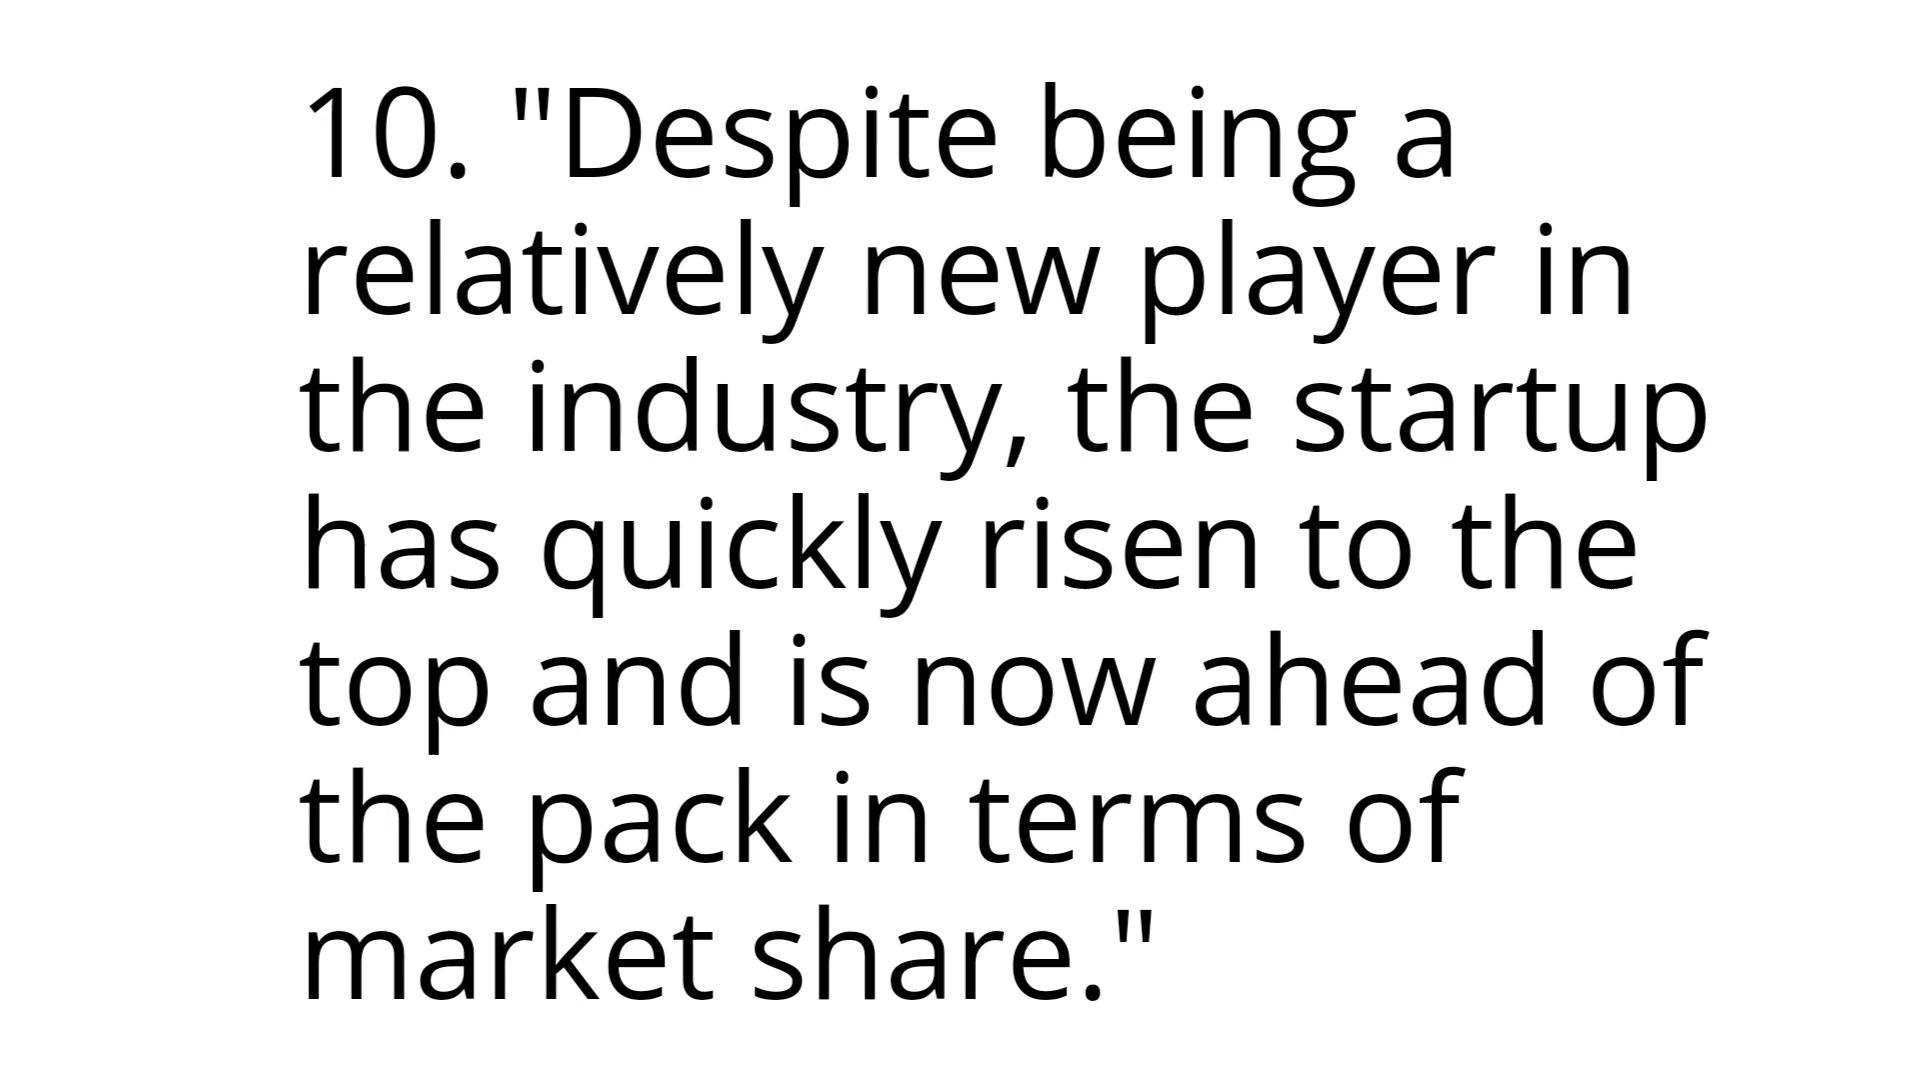 10. "Despite being a
relatively new player in
the industry, the startup
has quickly risen to the
top and is now ahead of
the pack in terms of
market share."